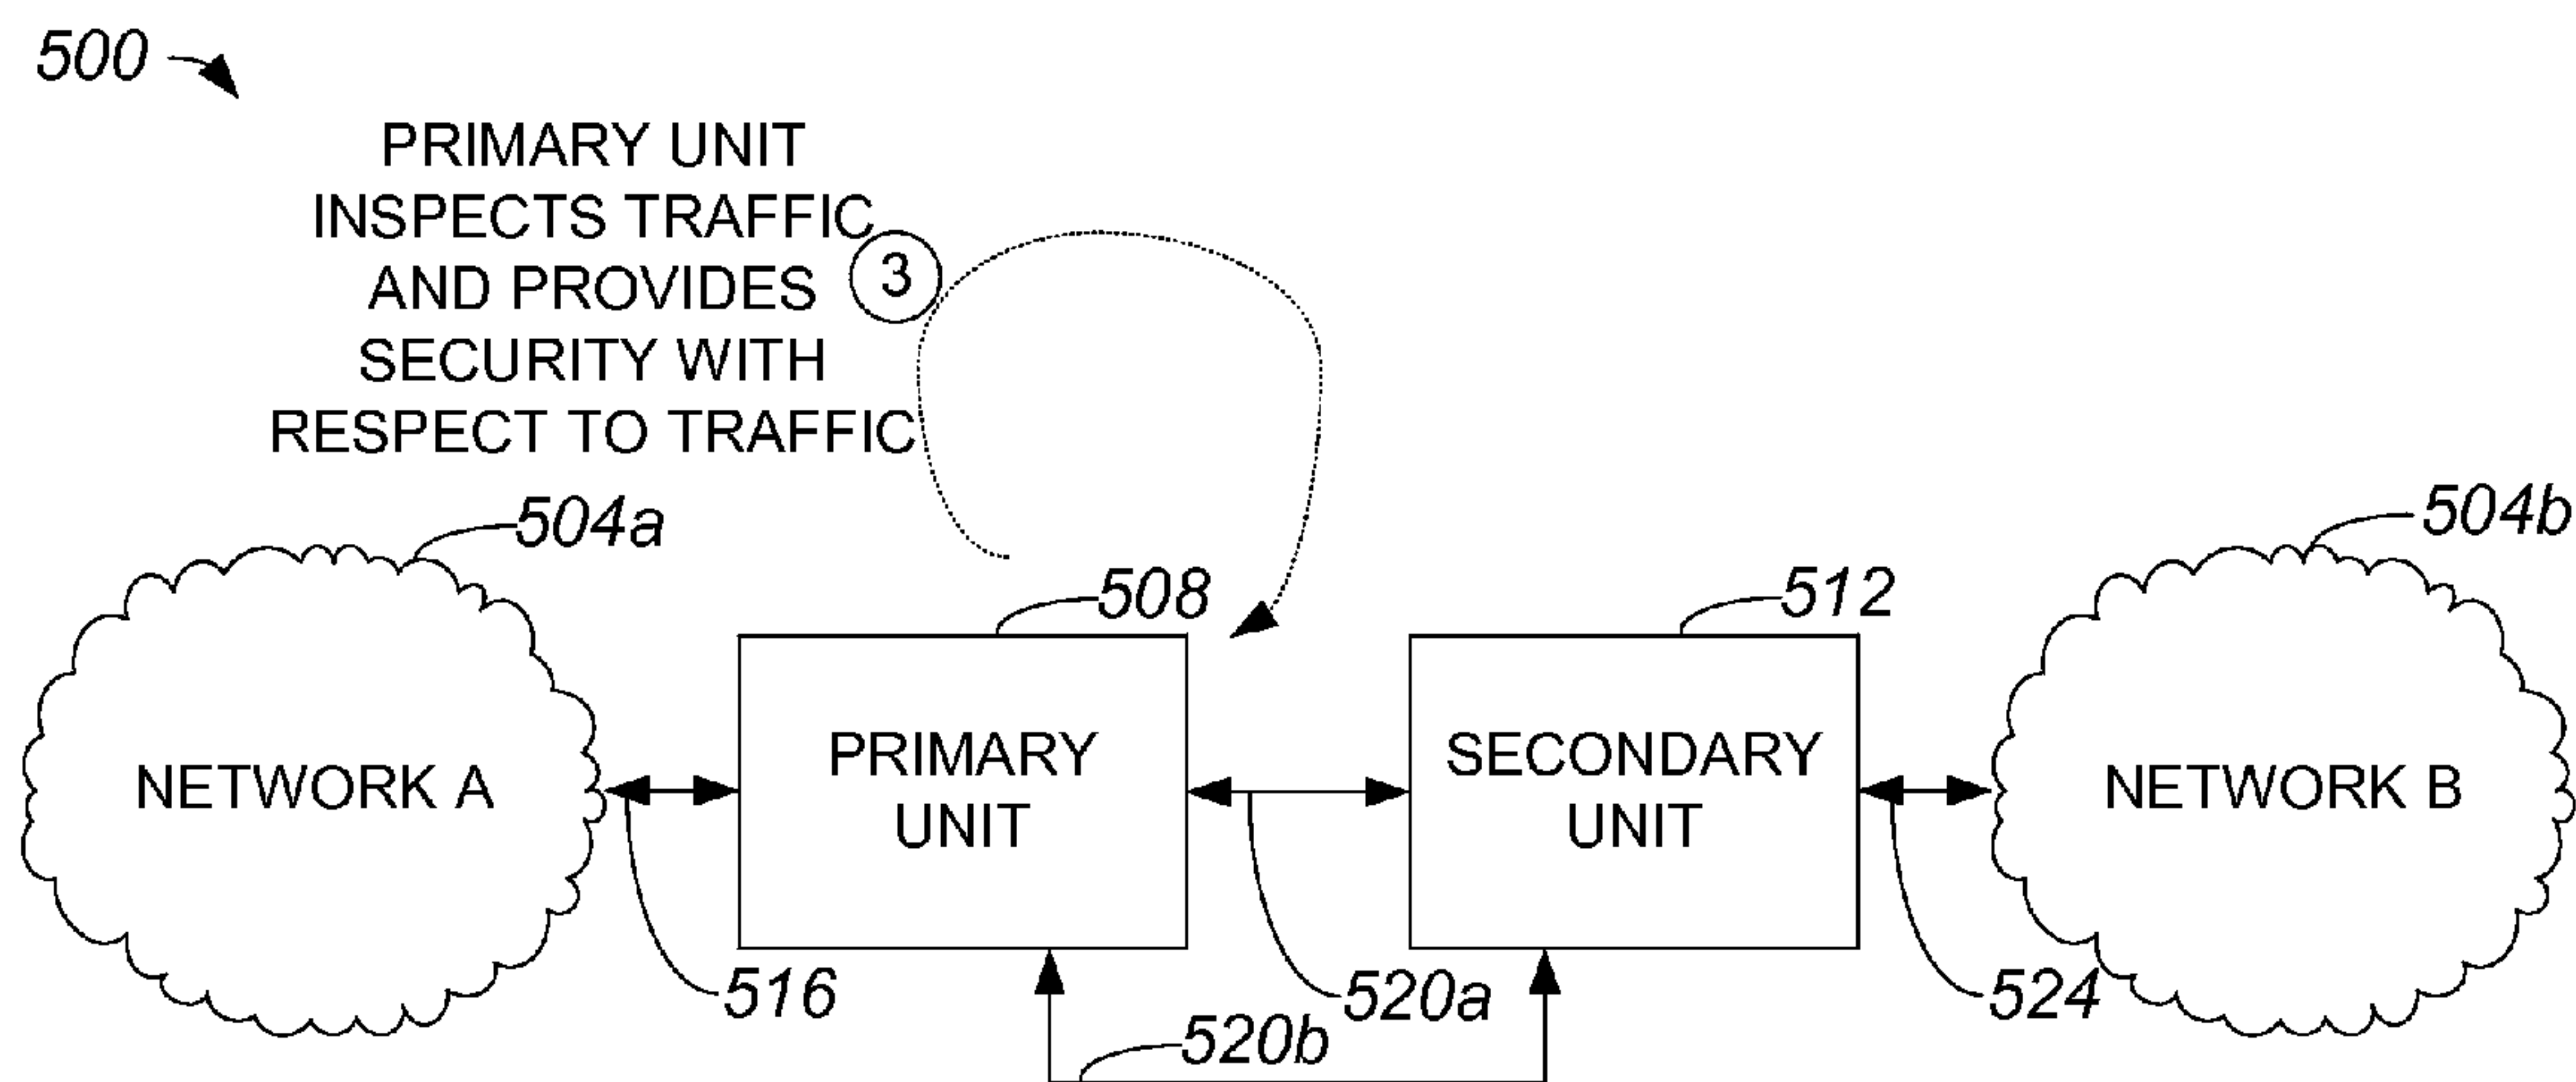 500
PRIMARY UNIT
INSPECTS TRAFFIC
AND PROVIDES
3
SECURITY WITH
RESPECT TO TRAFFIC
504a
504b
508
512
NETWORK A
PRIMARY
UNIT
SECONDARY
UNIT
NETWORK B
516
520a
524
520b